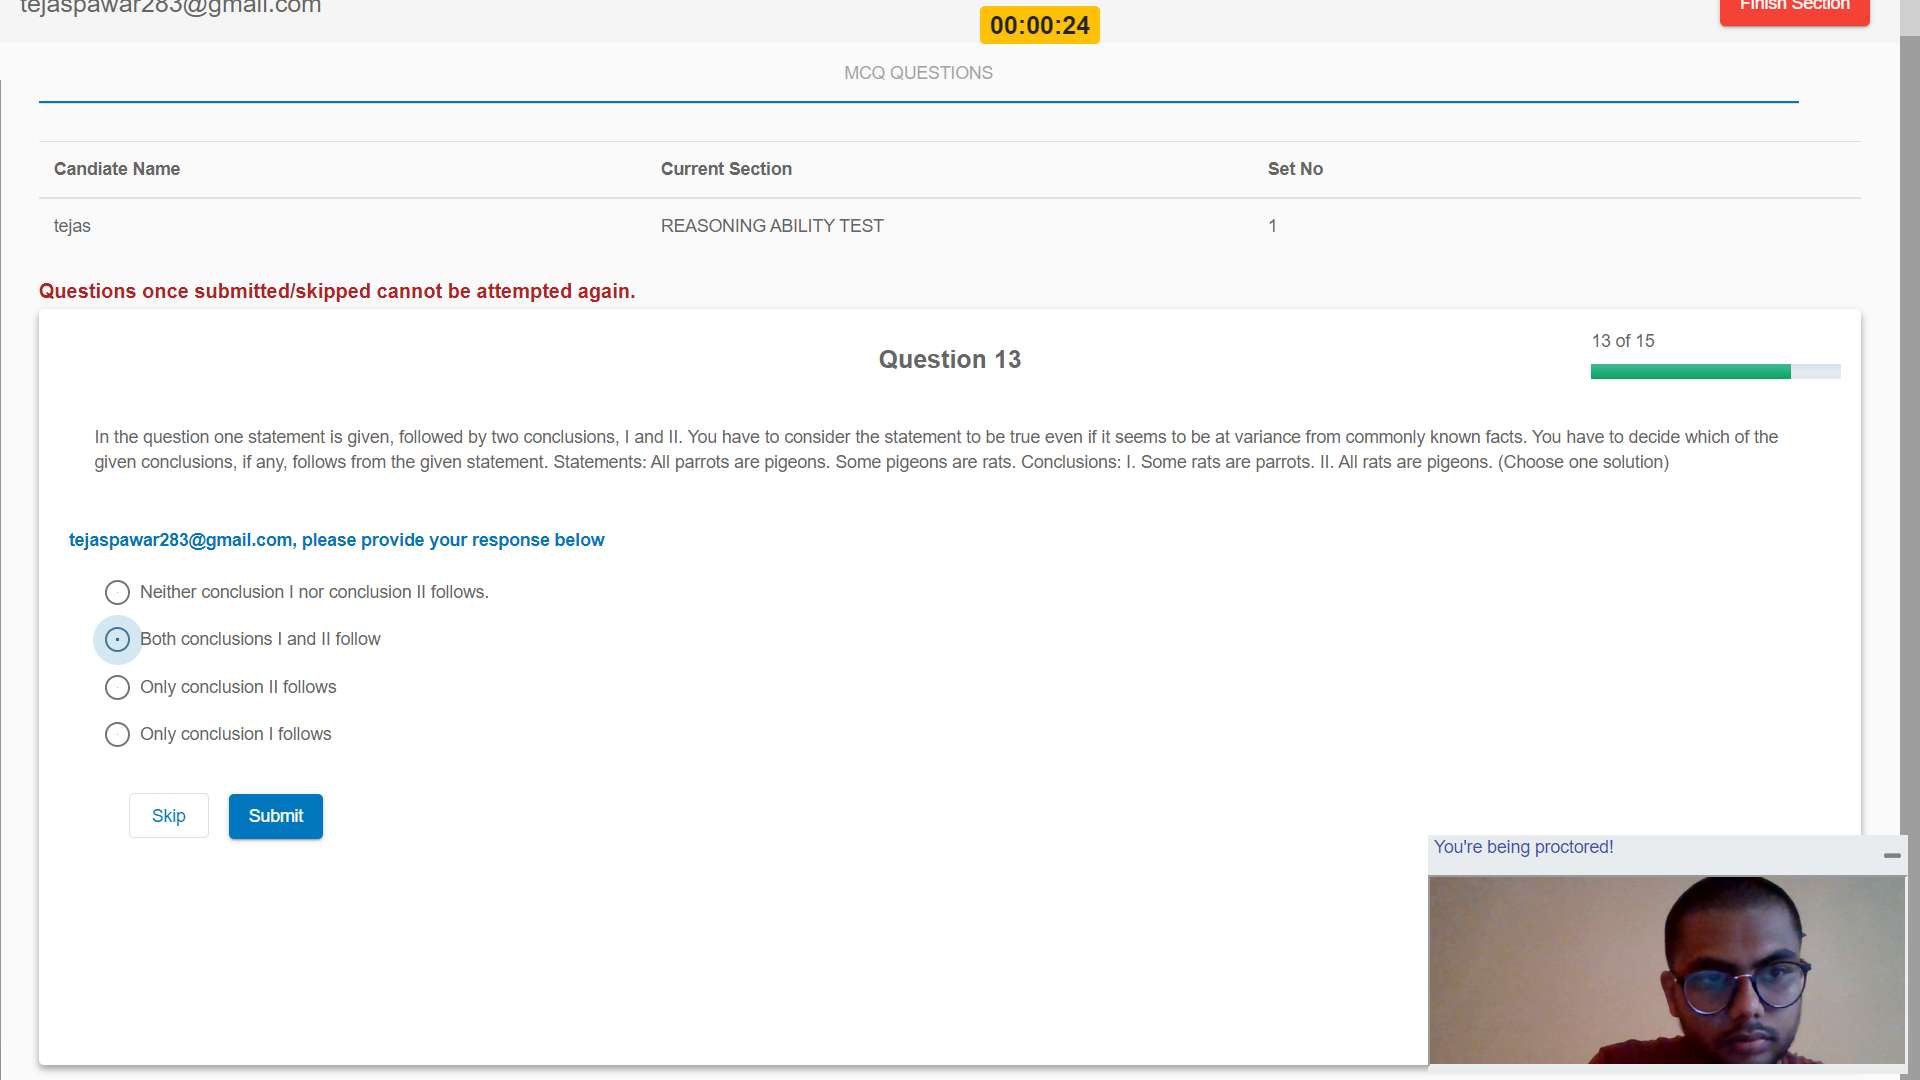 tejaspawar283@gmail.com
00:00:24
Finish Section
MCQ QUESTIONS
Candiate Name
Current Section
Set No
tejas
REASONING ABILITY TEST
1
Questions once submitted/skipped cannot be attempted again.
13 of 15
Question 13
In the question one statement is given, followed by two conclusions, I and II. You have to consider the statement to be true even if it seems to be at variance from commonly known facts. You have to decide which of the
given conclusions, if any, follows from the given statement. Statements: All parrots are pigeons. Some pigeons are rats. Conclusions: I. Some rats are parrots. II. All rats are pigeons. (Choose one solution)
tejaspawar283@gmail.com, please provide your response below
Neither conclusion I nor conclusion II follows.
Both conclusions I and II follow
Only conclusion II follows
Only conclusion I follows
Skip
Submit
You're being proctored!